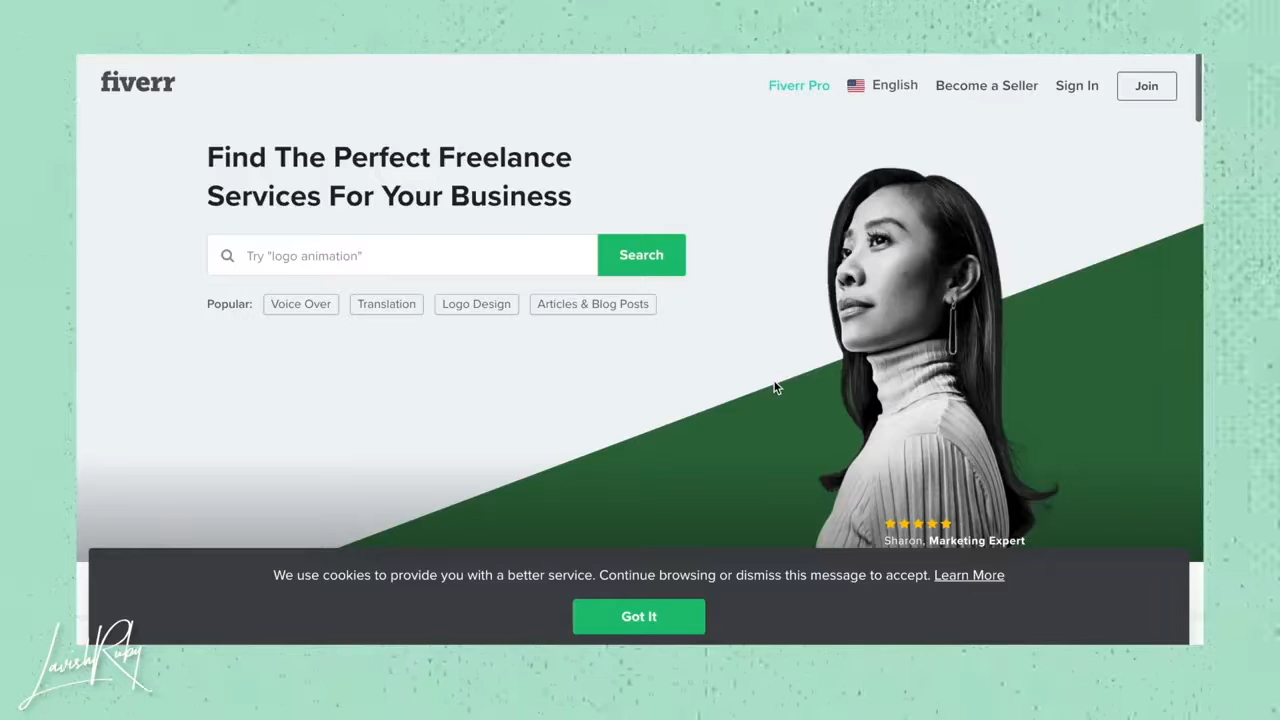 fiverr
Fiverr Pro English Become a Seller Sign In Join
Find The Perfect Freelance
Services For Your Business
Try "logo animation" Search
Popular: Voice Over Translation Logo Design Articles & Blog Posts
Sharon, Marketing Expert
We use cookies to provide you with a better service. Continue browsing or dismiss this message to accept. Learn More
Got It
LavishRuby